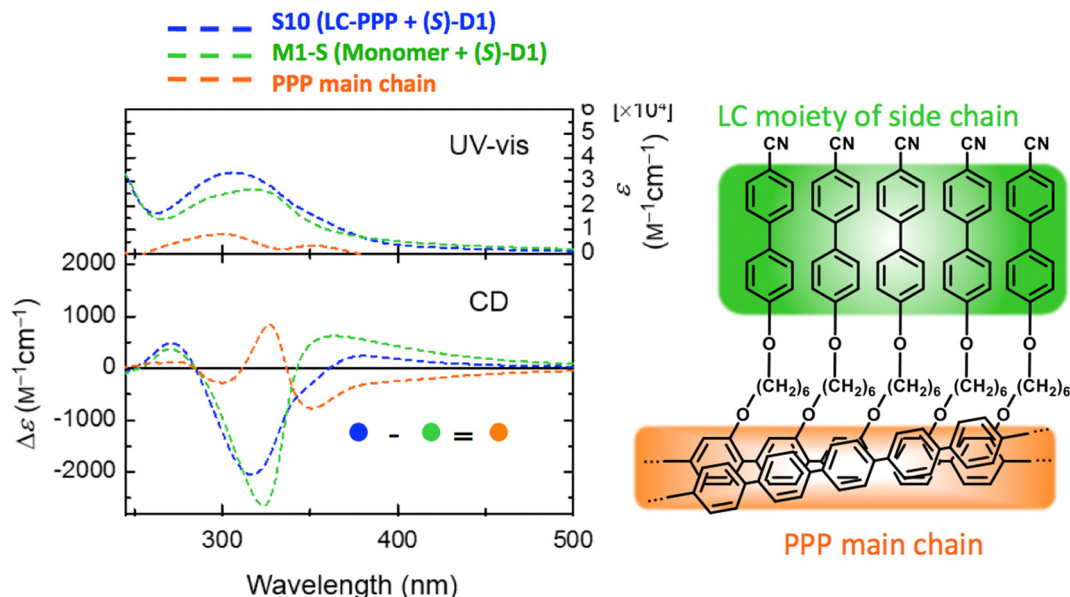 S10 (LC-PPP + (S)-D1)
M1-S (Monomer + (S)-D1)
PPP main chain
UV-vis
6
5
4
3
2
1
0
[×10⁴]
ε
(M⁻¹cm⁻¹)
CD
2000
1000
0
-1000
-2000
Δε (M⁻¹cm⁻¹)
- =
300
400
500
Wavelength (nm)
LC moiety of side chain
CN CN CN CN CN
O O O O O
(CH₂)₆ (CH₂)₆ (CH₂)₆ (CH₂)₆ (CH₂)₆
O O O O O
PPP main chain